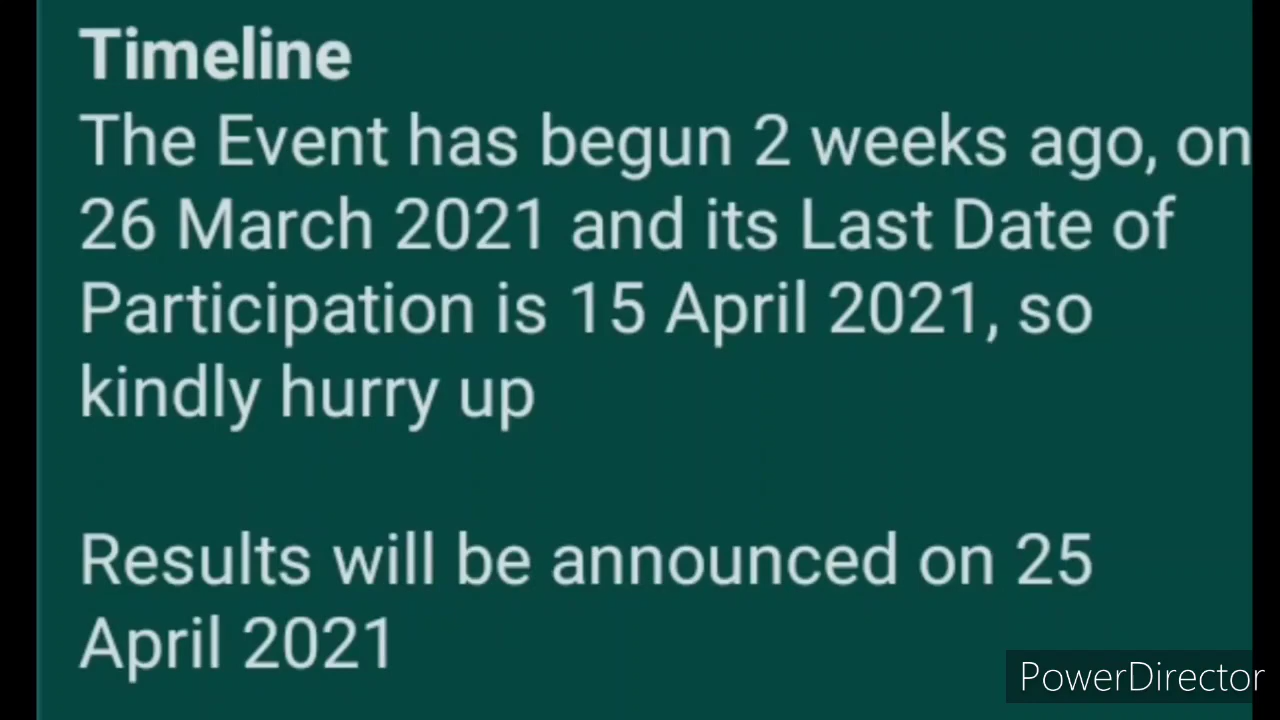 Timeline
The Event has begun 2 weeks ago, on
26 March 2021 and its Last Date of
Participation is 15 April 2021, so
kindly hurry up
Results will be announced on 25
April 2021
PowerDirector